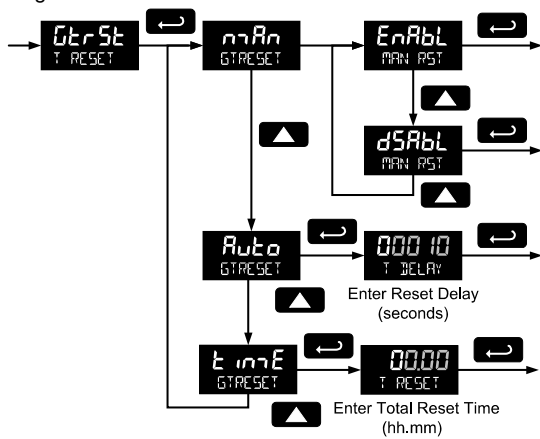 GtrSt
T RESET
mAn
GTRESET
EnAbL
MAN RST
dSAbL
MAN RST
Auto
GTRESET
00010
T DELAY
Enter Reset Delay
(seconds)
timE
GTRESET
00.00
T RESET
Enter Total Reset Time
(hh.mm)